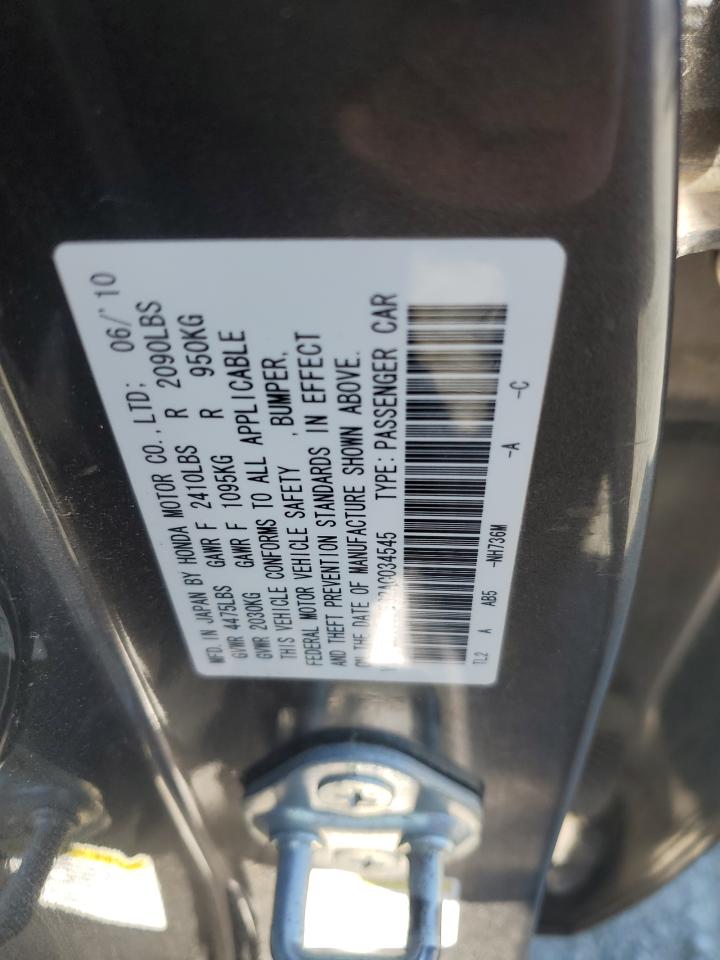 MFD. IN JAPAN BY HONDA MOTOR CO., LTD; 06/'10
GVWR 4475LBS GAWR F 2410LBS R 2090LBS
GVWR 2030KG GAWR F 1095KG R 950KG
THIS VEHICLE CONFORMS TO ALL APPLICABLE
FEDERAL MOTOR VEHICLE SAFETY , BUMPER,
AND THEFT PREVENTION STANDARDS IN EFFECT
ON THE DATE OF MANUFACTURE SHOWN ABOVE.
TYPE: PASSENGER CAR
TL2 A AB5 -NH736M -A -C